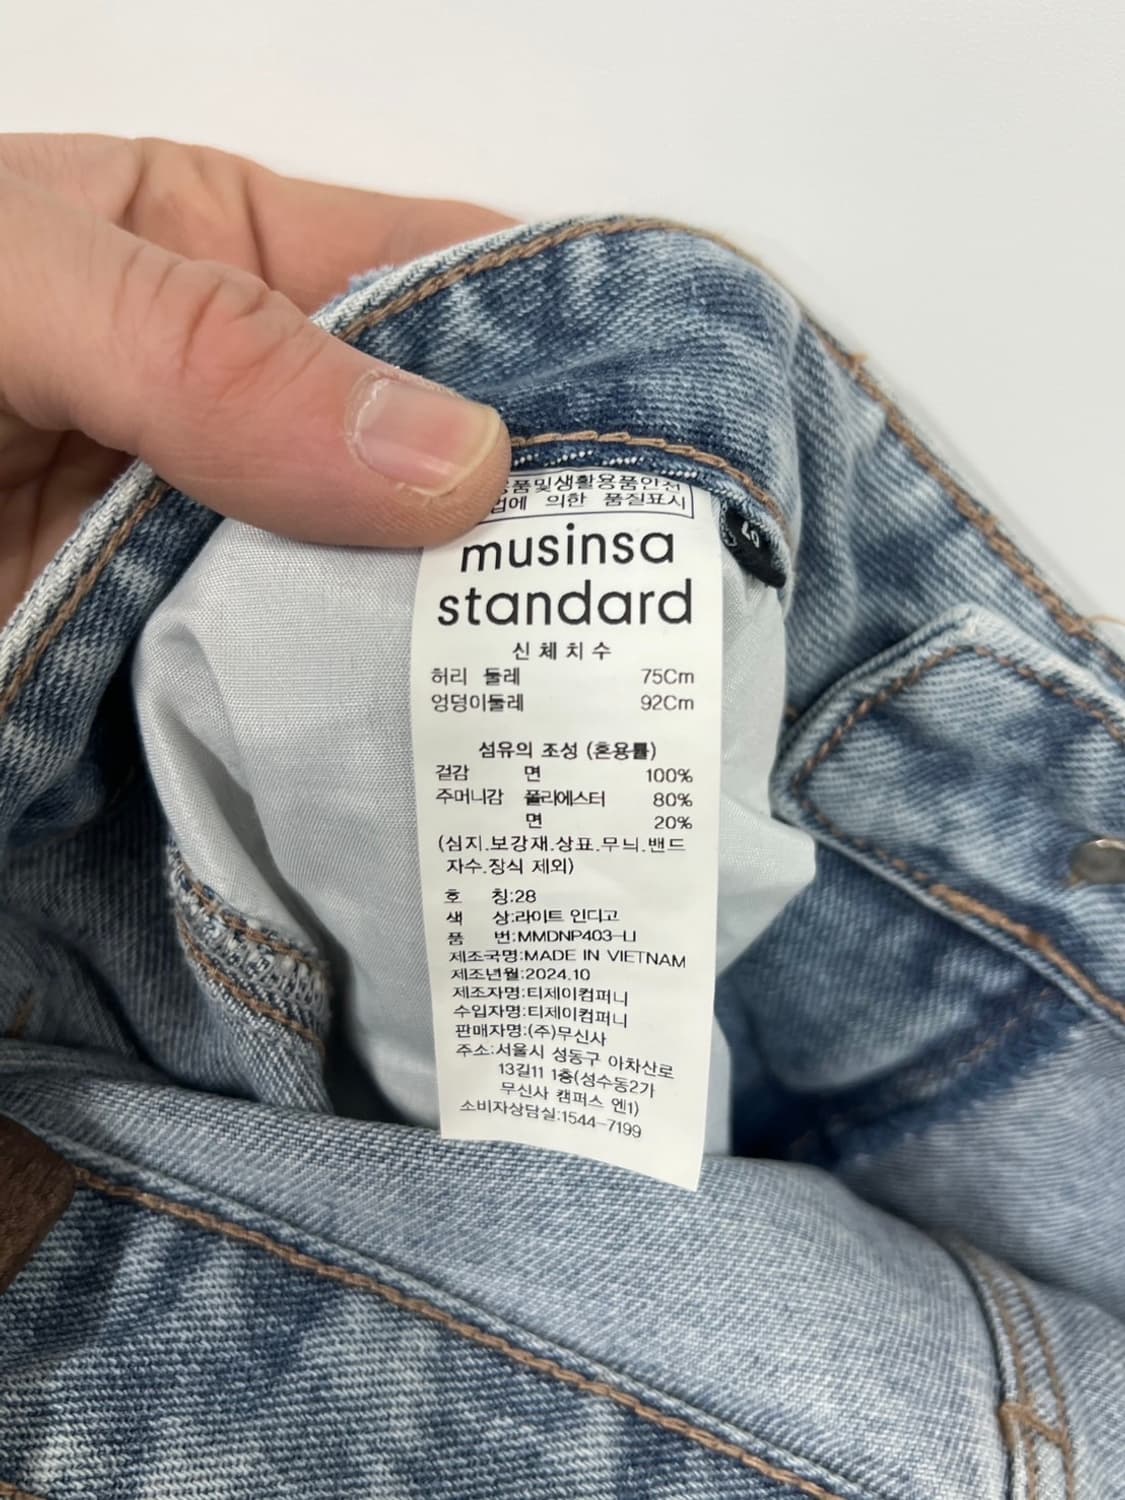 품및생활용품안전
법에 의한 품질표시
musinsa
standard
신체치수
허리 둘레 75Cm
엉덩이둘레 92Cm
섬유의 조성 (혼용률)
겉감 면 100%
주머니감 폴리에스터 80%
면 20%
(심지.보강재.상표.무늬.밴드
자수.장식 제외)
호 칭:28
색 상:라이트 인디고
품 번:MMDNP403-LI
제조국명:MADE IN VIETNAM
제조년월:2024.10
제조자명:티제이컴퍼니
수입자명:티제이컴퍼니
판매자명:(주)무신사
주소:서울시 성동구 아차산로
13길11 1층(성수동2가
무신사 캠퍼스 엔1)
소비자상담실:1544-7199